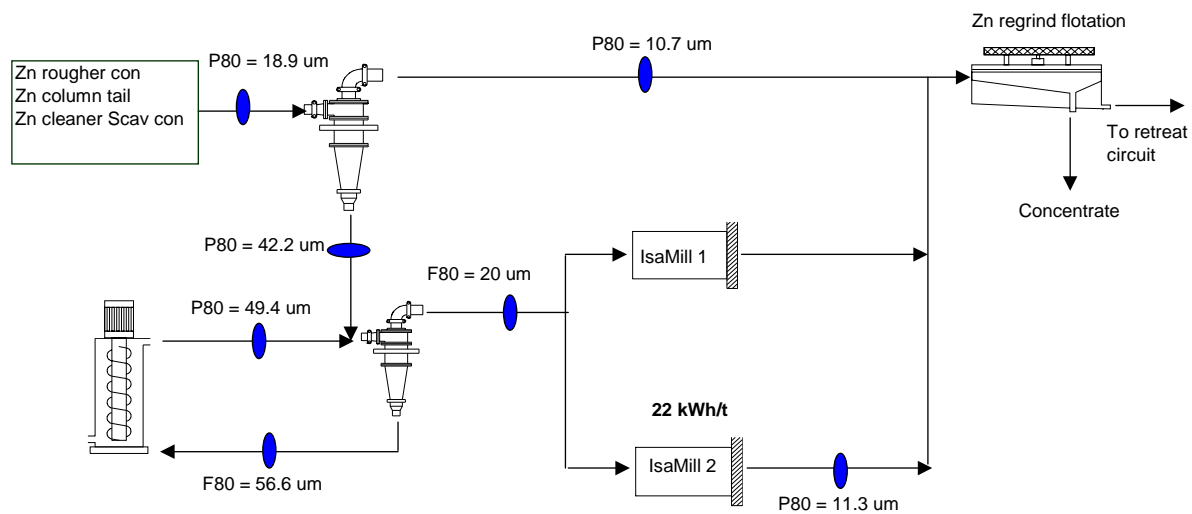 Zn regrind flotation
P80 = 10.7 um
P80 = 18.9 um
Zn rougher con
Zn column tail
Zn cleaner Scav con
To retreat
circuit
Concentrate
P80 = 42.2 um
F80 = 20 um
IsaMill 1
P80 = 49.4 um
22 kWh/t
IsaMill 2
F80 = 56.6 um
P80 = 11.3 um